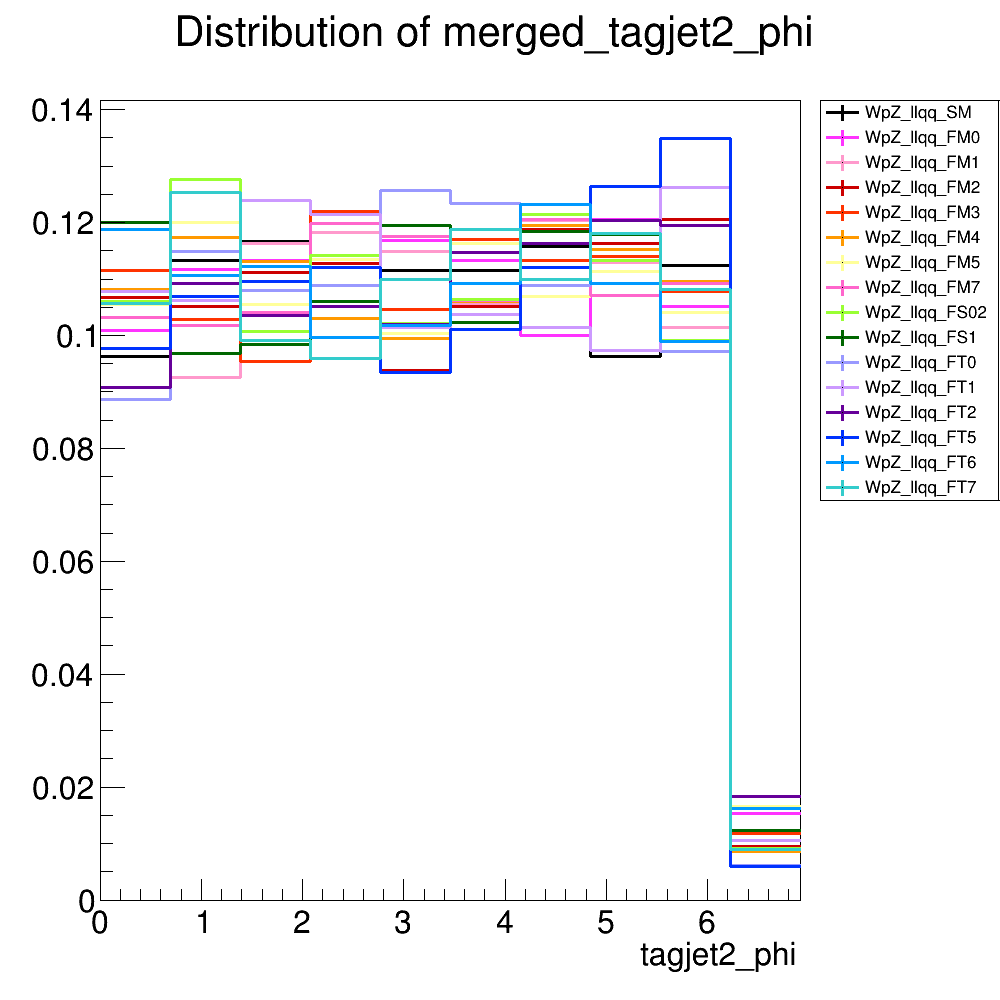 Distribution of merged_tagjet2_phi
0.14
0.12
0.1
0.08
0.06
0.04
0.02
0
0 1 2 3 4 5 6
tagjet2_phi
WpZ_llqq_SM
WpZ_llqq_FM0
WpZ_llqq_FM1
WpZ_llqq_FM2
WpZ_llqq_FM3
WpZ_llqq_FM4
WpZ_llqq_FM5
WpZ_llqq_FM7
WpZ_llqq_FS02
WpZ_llqq_FS1
WpZ_llqq_FT0
WpZ_llqq_FT1
WpZ_llqq_FT2
WpZ_llqq_FT5
WpZ_llqq_FT6
WpZ_llqq_FT7